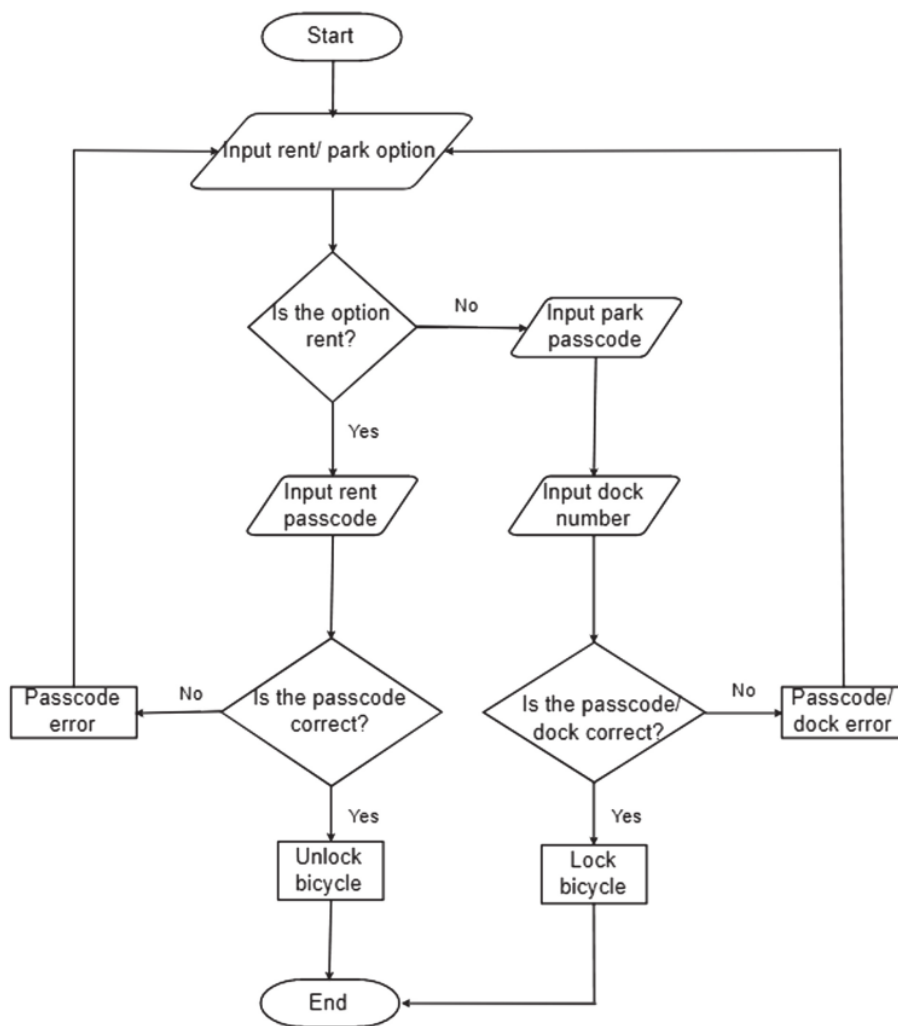 Start
Input rent/ park option
Is the option
rent?
No
Input park
passcode
Yes
Input rent
passcode
Input dock
number
Passcode
error
No
Is the passcode
correct?
Is the passcode/
dock correct?
No
Passcode/
dock error
Yes
Unlock
bicycle
Yes
Lock
bicycle
End